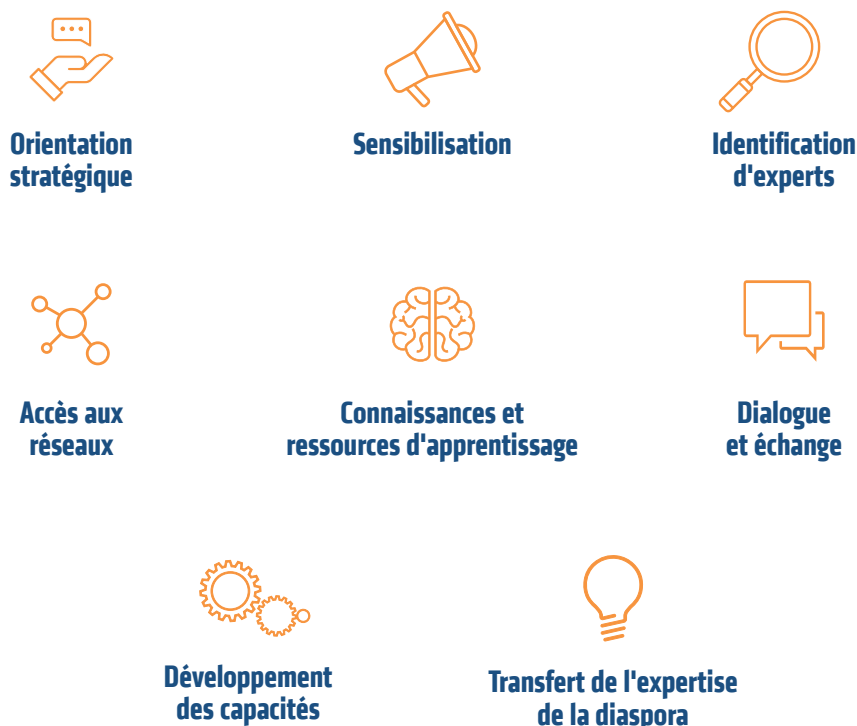 Orientation
stratégique
Sensibilisation
Identification
d'experts
Accès aux
réseaux
Connaissances et
ressources d'apprentissage
Dialogue
et échange
Développement
des capacités
Transfert de l'expertise
de la diaspora